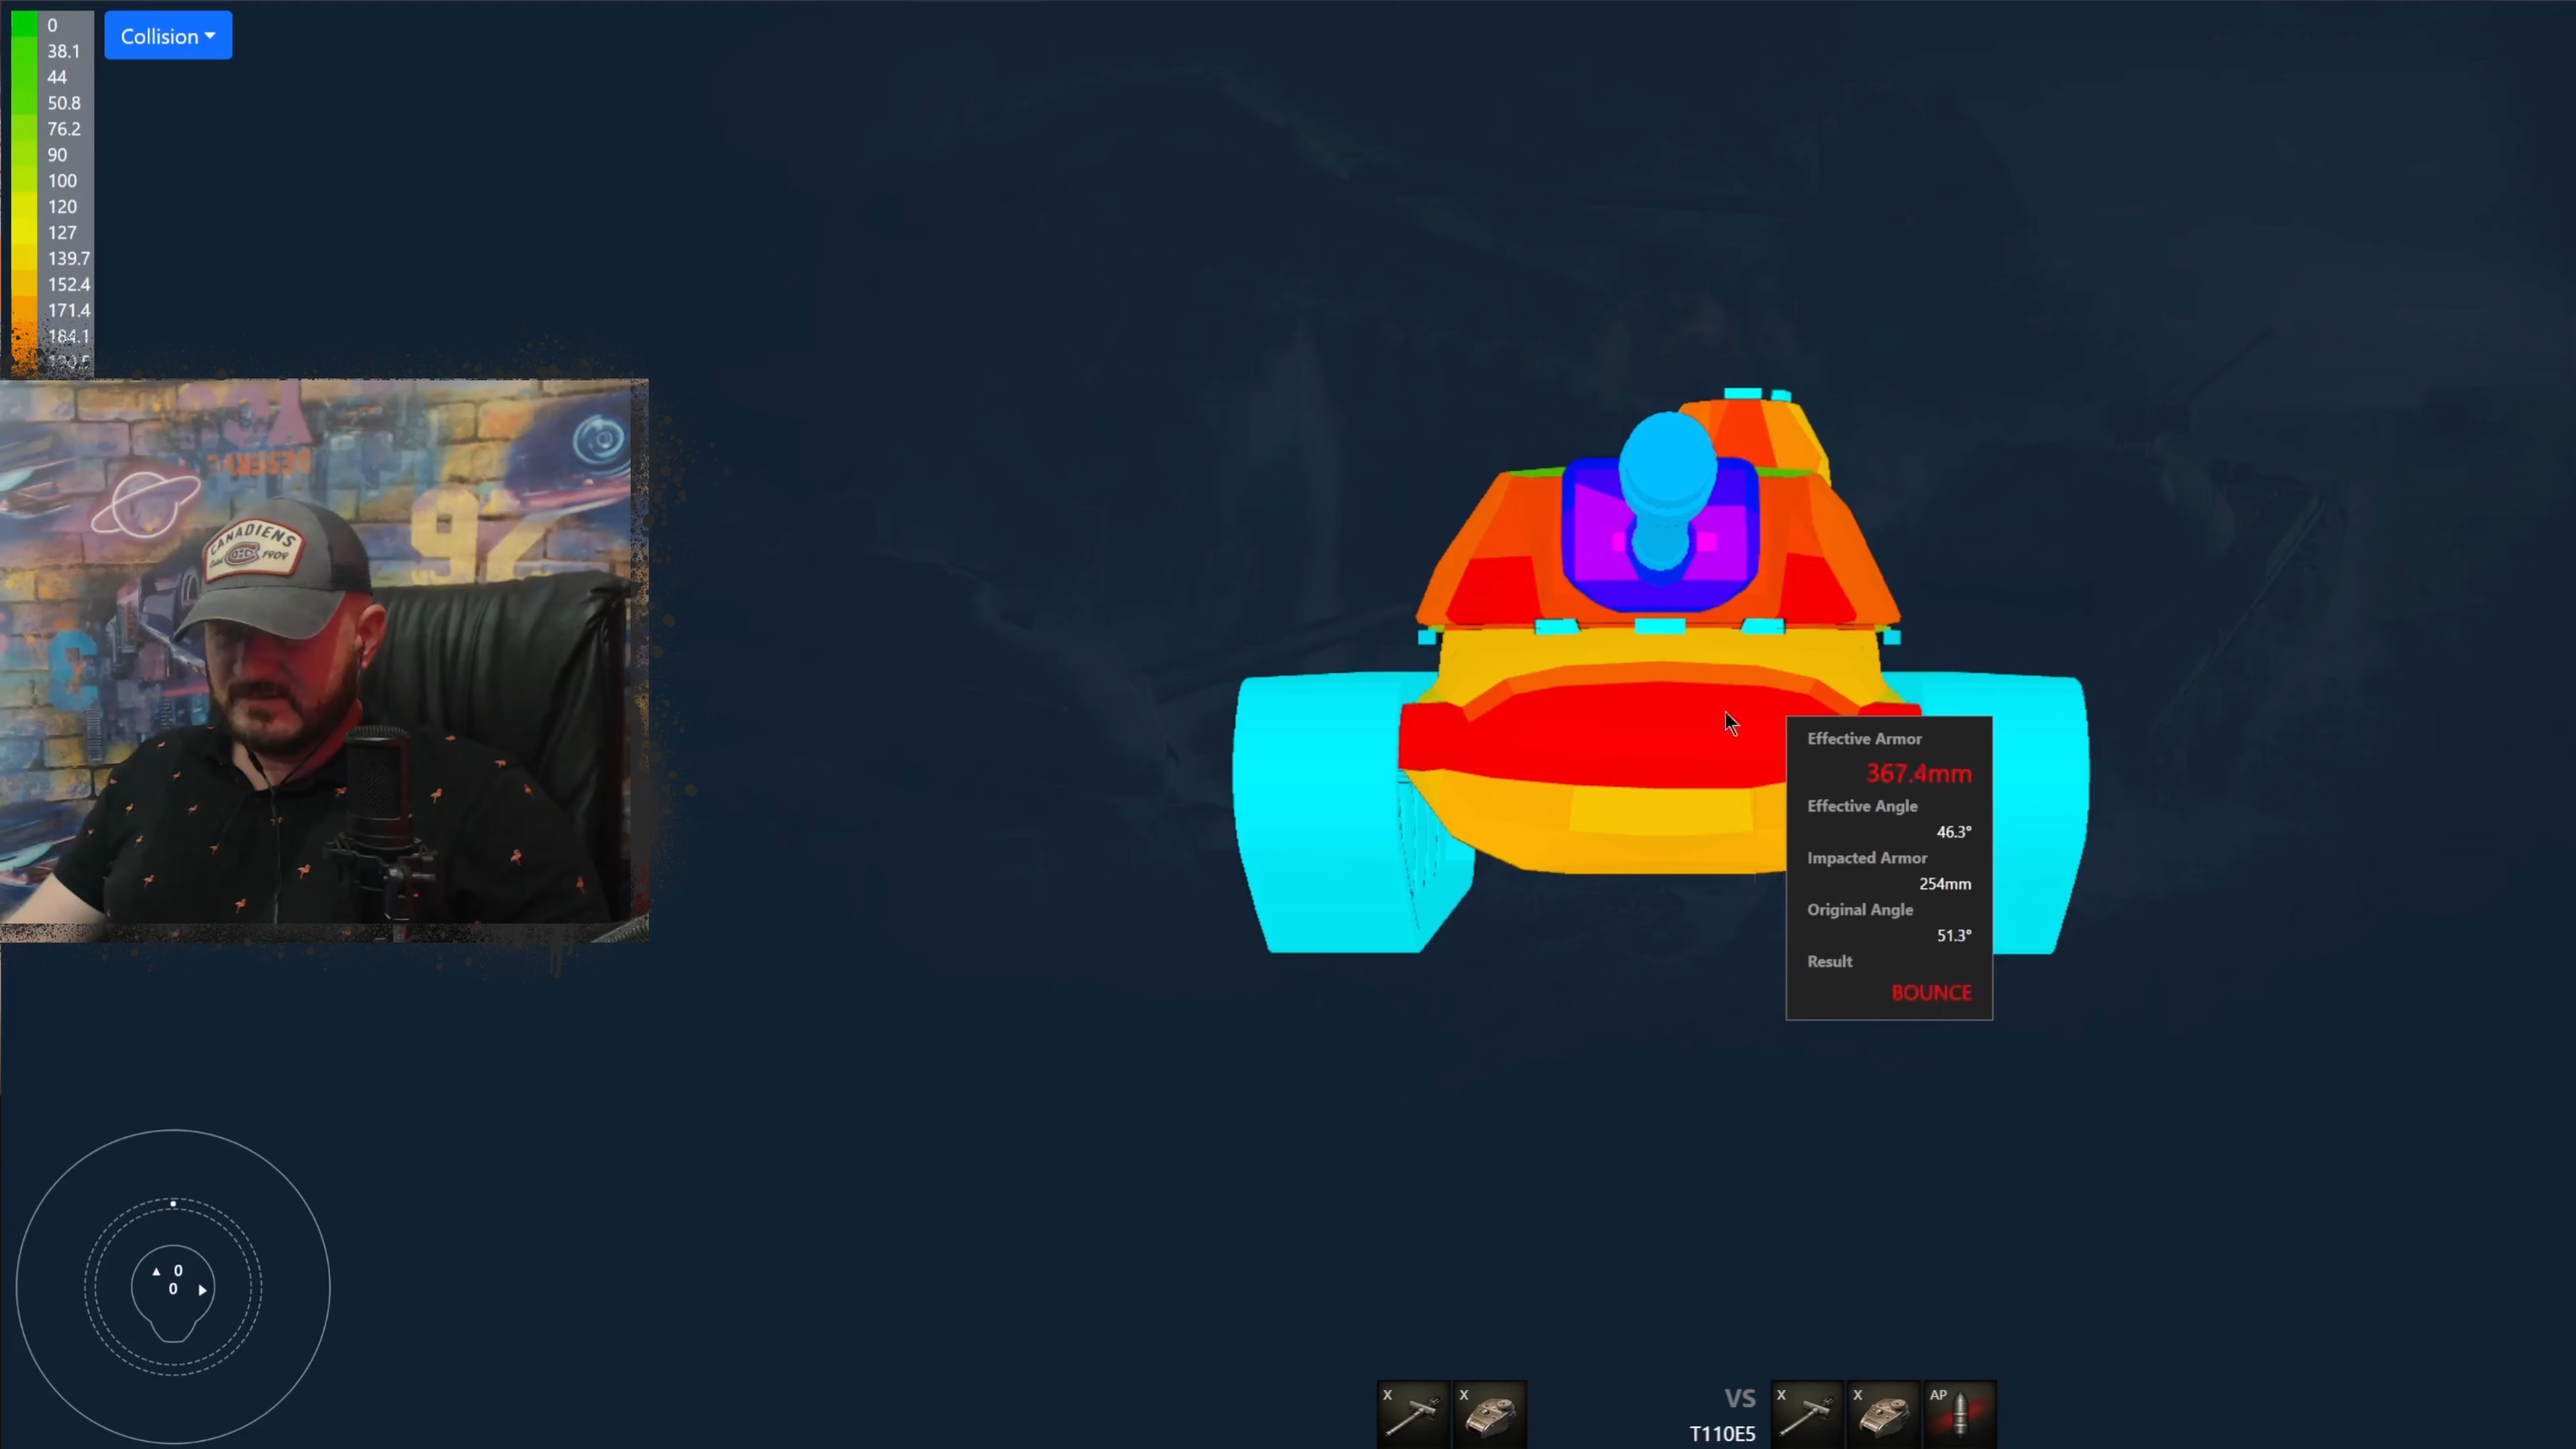 0
38.1
44
50.8
76.2
90
100
120
127
139.7
152.4
171.4
184.1
Collision
CANADIENS
1909
Effective Armor
367.4mm
Effective Angle
46.3°
Impacted Armor
254mm
Original Angle
51.3°
Result
BOUNCE
0
0
X
X
VS
T110E5
X
X
AP